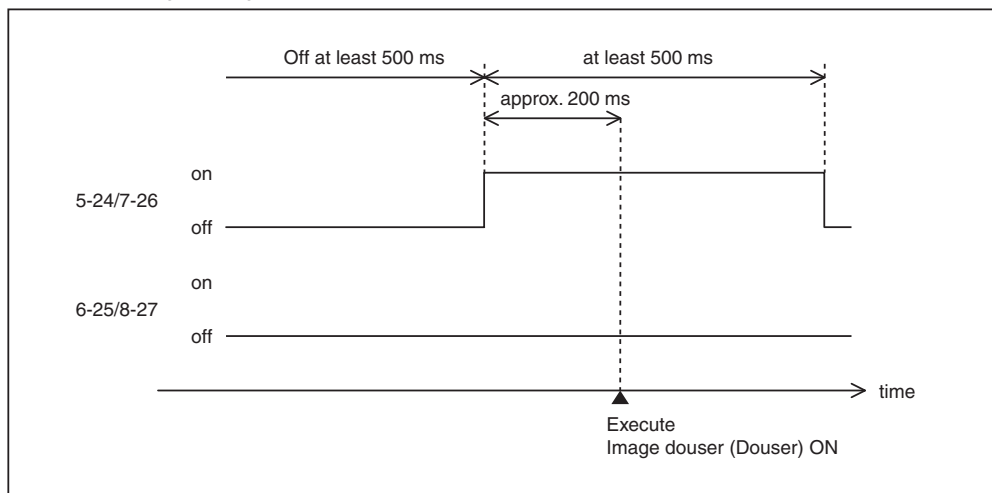 Off at least 500 ms
at least 500 ms
approx. 200 ms
on
5-24/7-26
off
on
6-25/8-27
off
time
Execute
Image douser (Douser) ON